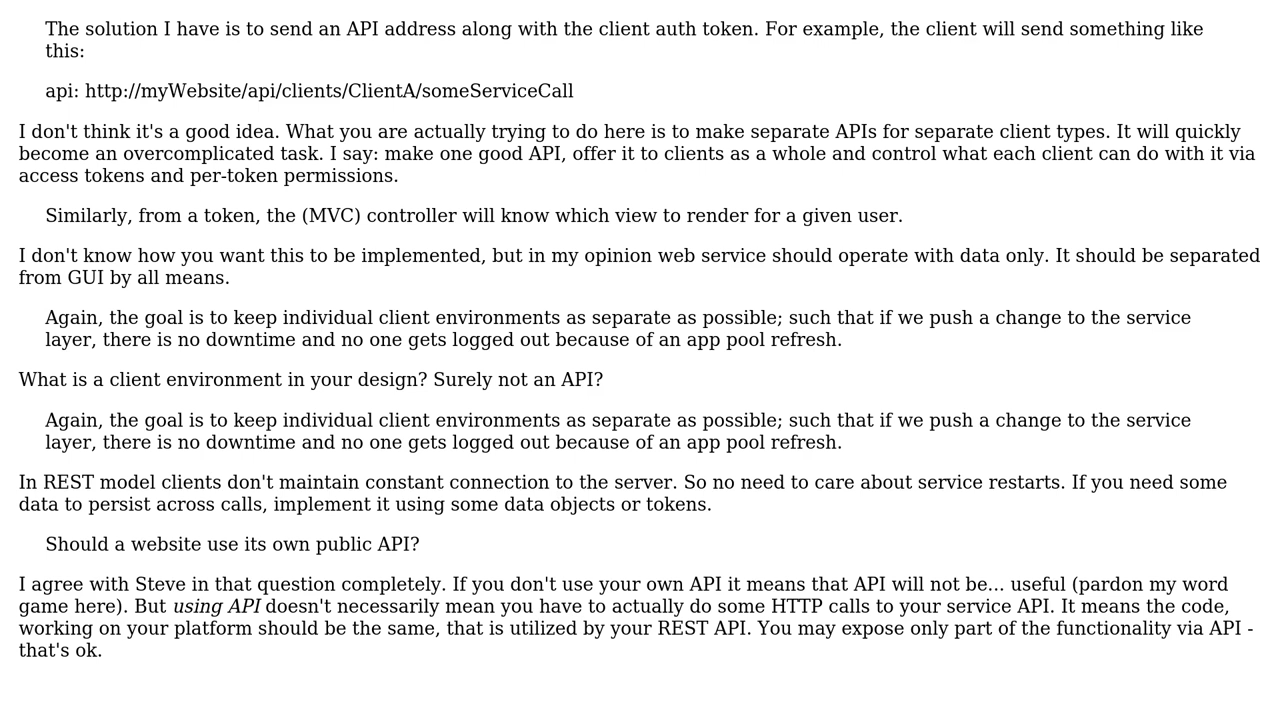 The solution I have is to send an API address along with the client auth token. For example, the client will send something like
this:
api: http://myWebsite/api/clients/ClientA/someServiceCall
I don't think it's a good idea. What you are actually trying to do here is to make separate APIs for separate client types. It will quickly
become an overcomplicated task. I say: make one good API, offer it to clients as a whole and control what each client can do with it via
access tokens and per-token permissions.
Similarly, from a token, the (MVC) controller will know which view to render for a given user.
I don't know how you want this to be implemented, but in my opinion web service should operate with data only. It should be separated
from GUI by all means.
Again, the goal is to keep individual client environments as separate as possible; such that if we push a change to the service
layer, there is no downtime and no one gets logged out because of an app pool refresh.
What is a client environment in your design? Surely not an API?
Again, the goal is to keep individual client environments as separate as possible; such that if we push a change to the service
layer, there is no downtime and no one gets logged out because of an app pool refresh.
In REST model clients don't maintain constant connection to the server. So no need to care about service restarts. If you need some
data to persist across calls, implement it using some data objects or tokens.
Should a website use its own public API?
I agree with Steve in that question completely. If you don't use your own API it means that API will not be... useful (pardon my word
game here). But using API doesn't necessarily mean you have to actually do some HTTP calls to your service API. It means the code,
working on your platform should be the same, that is utilized by your REST API. You may expose only part of the functionality via API -
that's ok.